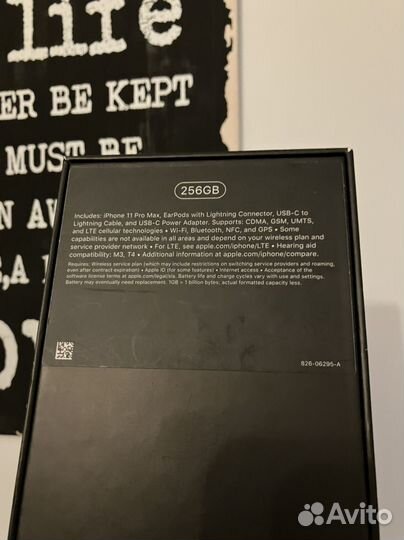 life
ER BE KEPT
MUST BE
N AW
S,A
256GB
Includes: iPhone 11 Pro Max, EarPods with Lightning Connector, USB-C to
Lightning Cable, and USB-C Power Adapter. Supports: CDMA, GSM, UMTS,
and LTE cellular technologies • Wi-Fi, Bluetooth, NFC, and GPS • Some
capabilities are not available in all areas and depend on your wireless plan and
service provider network • For LTE, see apple.com/iphone/LTE • Hearing aid
compatibility: M3, T4 • Additional information at apple.com/iphone/compare.
Requires: Wireless service plan (which may include restrictions on switching service providers and roaming,
even after contract expiration) • Apple ID (for some features) • Internet access • Acceptance of the
software license terms at apple.com/legal/sla. Battery life and charge cycles vary with use and settings.
Battery may eventually need replacement. 1GB = 1 billion bytes; actual formatted capacity less.
826-06295-A
Avito